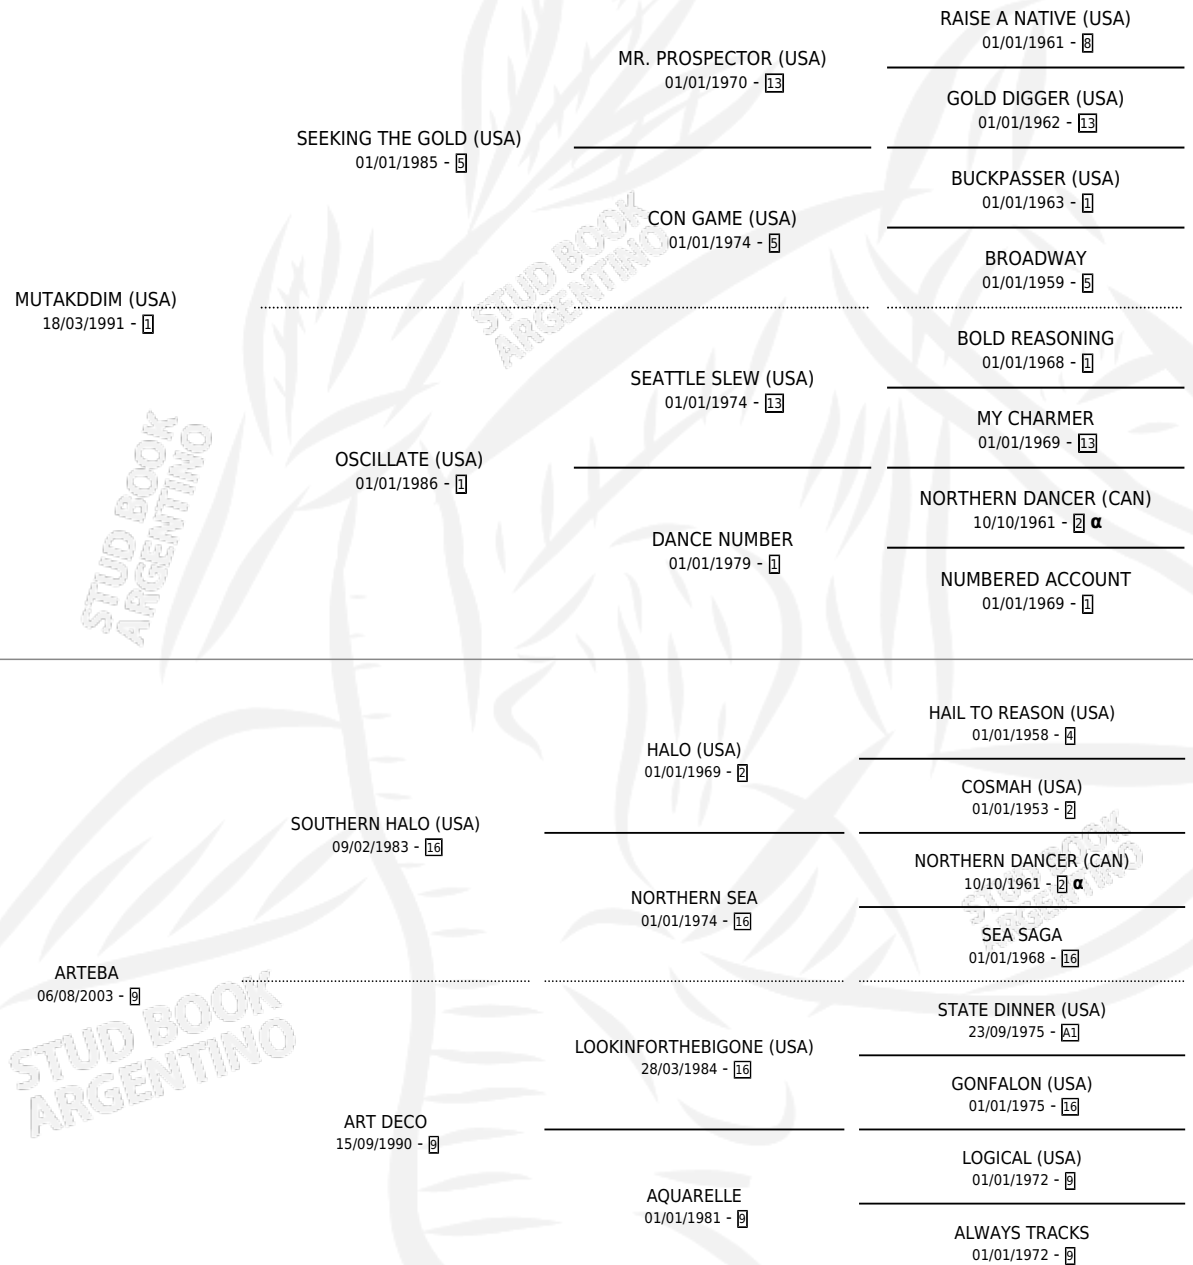 RAISE A NATIVE (USA)
01/01/1961 - 8
MR. PROSPECTOR (USA)
01/01/1970 - 13
GOLD DIGGER (USA)
01/01/1962 - 13
SEEKING THE GOLD (USA)
01/01/1985 - 5
BUCKPASSER (USA)
01/01/1963 - 1
CON GAME (USA)
01/01/1974 - 5
BROADWAY
01/01/1959 - 5
MUTAKDDIM (USA)
18/03/1991 - 1
BOLD REASONING
01/01/1968 - 1
SEATTLE SLEW (USA)
01/01/1974 - 13
MY CHARMER
01/01/1969 - 13
OSCILLATE (USA)
01/01/1986 - 1
NORTHERN DANCER (CAN)
10/10/1961 - 2 α
DANCE NUMBER
01/01/1979 - 1
NUMBERED ACCOUNT
01/01/1969 - 1
HAIL TO REASON (USA)
01/01/1958 - 4
HALO (USA)
01/01/1969 - 2
COSMAH (USA)
01/01/1953 - 2
SOUTHERN HALO (USA)
09/02/1983 - 16
NORTHERN DANCER (CAN)
10/10/1961 - 2 α
NORTHERN SEA
01/01/1974 - 16
SEA SAGA
01/01/1968 - 16
ARTEBA
06/08/2003 - 9
STATE DINNER (USA)
23/09/1975 - A1
LOOKINFORTHEBIGONE (USA)
28/03/1984 - 16
GONFALON (USA)
01/01/1975 - 16
ART DECO
15/09/1990 - 9
LOGICAL (USA)
01/01/1972 - 9
AQUARELLE
01/01/1981 - 9
ALWAYS TRACKS
01/01/1972 - 9
STUD BOOK
ARGENTINO
STUD BOOK
ARGENTINO
STUD BOOK
ARGENTINO
STUD BOOK
ARGENTINO